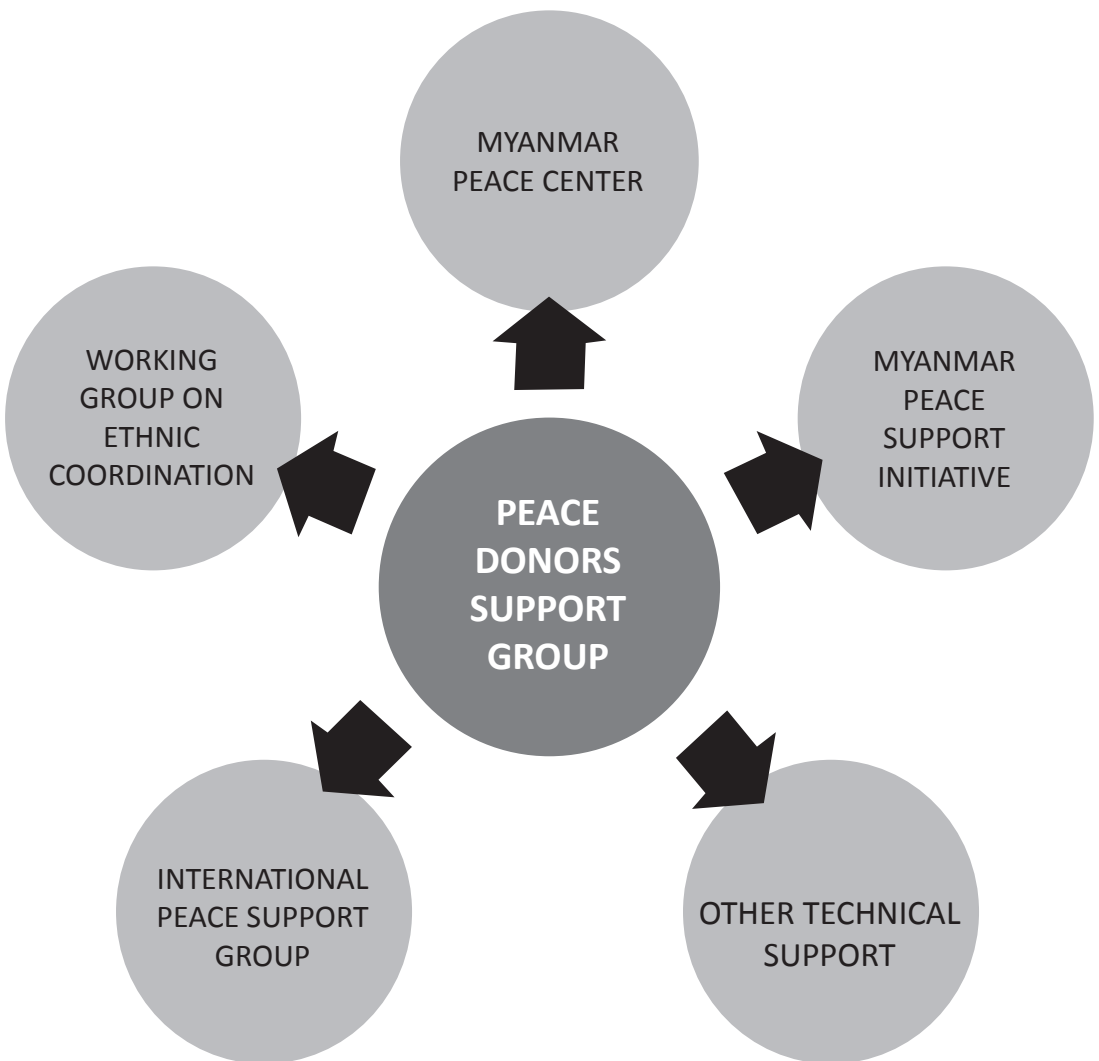 MYANMAR
PEACE CENTER
WORKING
GROUP ON
ETHNIC
COORDINATION
MYANMAR
PEACE
SUPPORT
INITIATIVE
PEACE
DONORS
SUPPORT
GROUP
INTERNATIONAL
PEACE SUPPORT
GROUP
OTHER TECHNICAL
SUPPORT